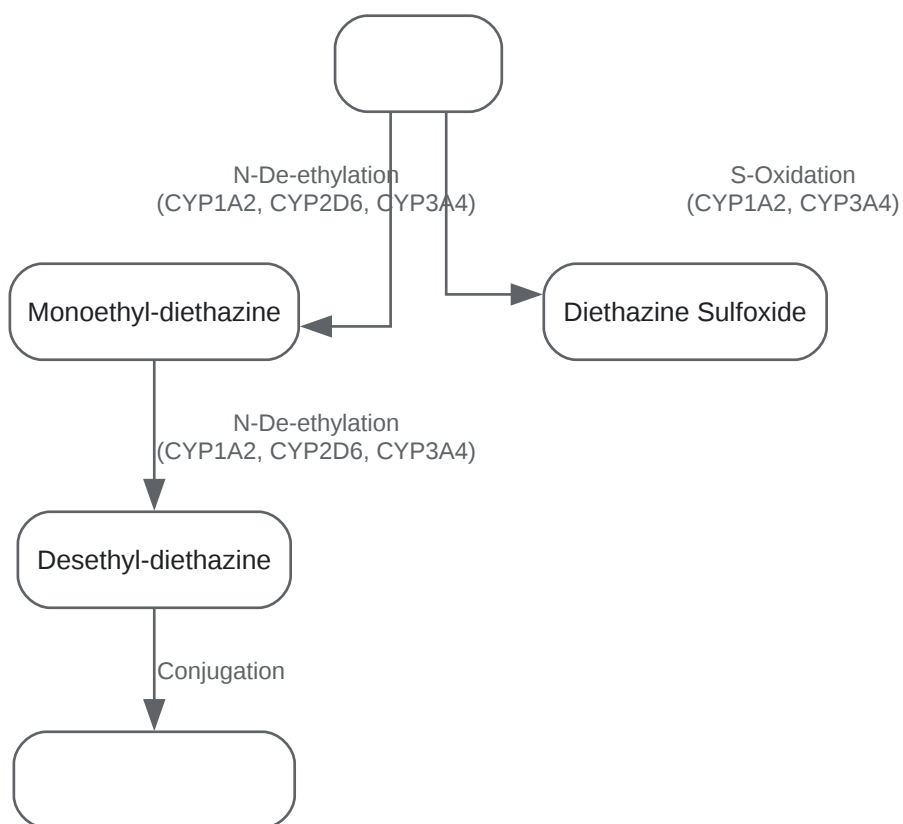 N-De-ethylation
(CYP1A2, CYP2D6, CYP3A4)
S-Oxidation
(CYP1A2, CYP3A4)
Monoethyl-diethazine
Diethazine Sulfoxide
N-De-ethylation
(CYP1A2, CYP2D6, CYP3A4)
Desethyl-diethazine
Conjugation